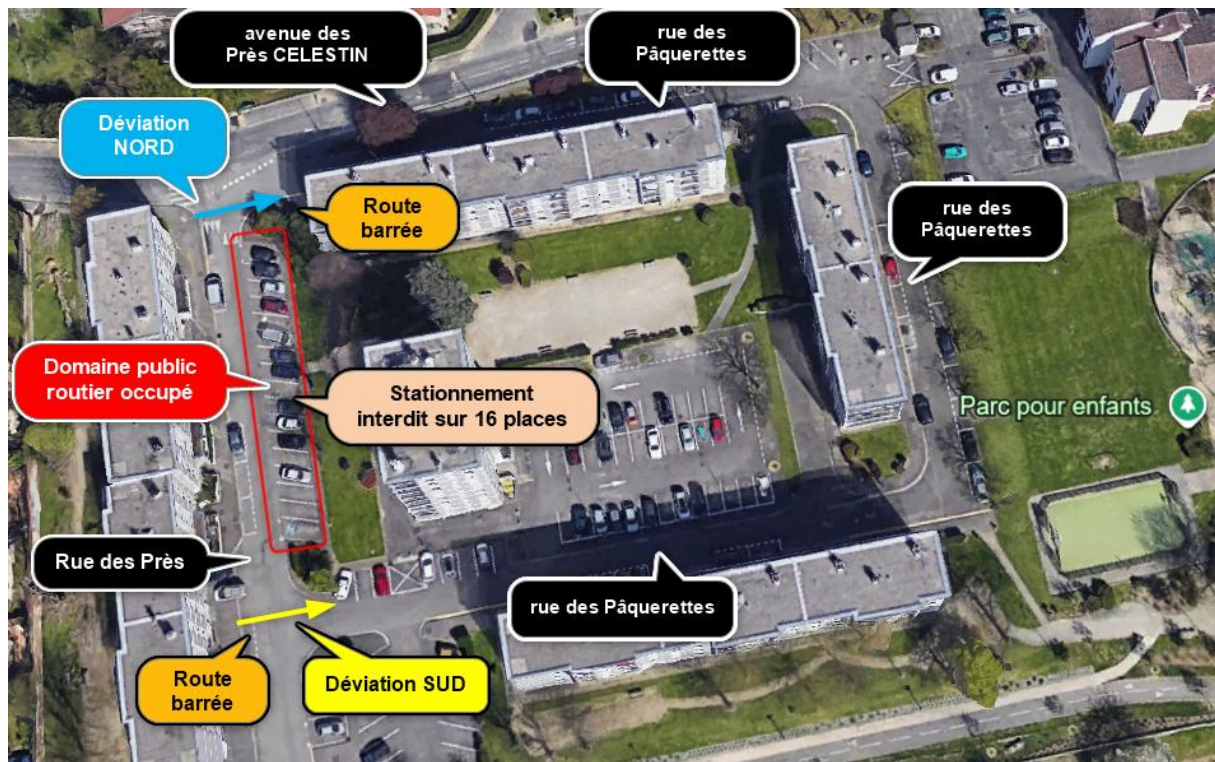 avenue des
Près CELESTIN
rue des
Pâquerettes
Déviation
NORD
Route
barrée
rue des
Pâquerettes
Domaine public
routier occupé
Stationnement
interdit sur 16 places
Parc pour enfants
Rue des Près
rue des Pâquerettes
Route
barrée
Déviation SUD